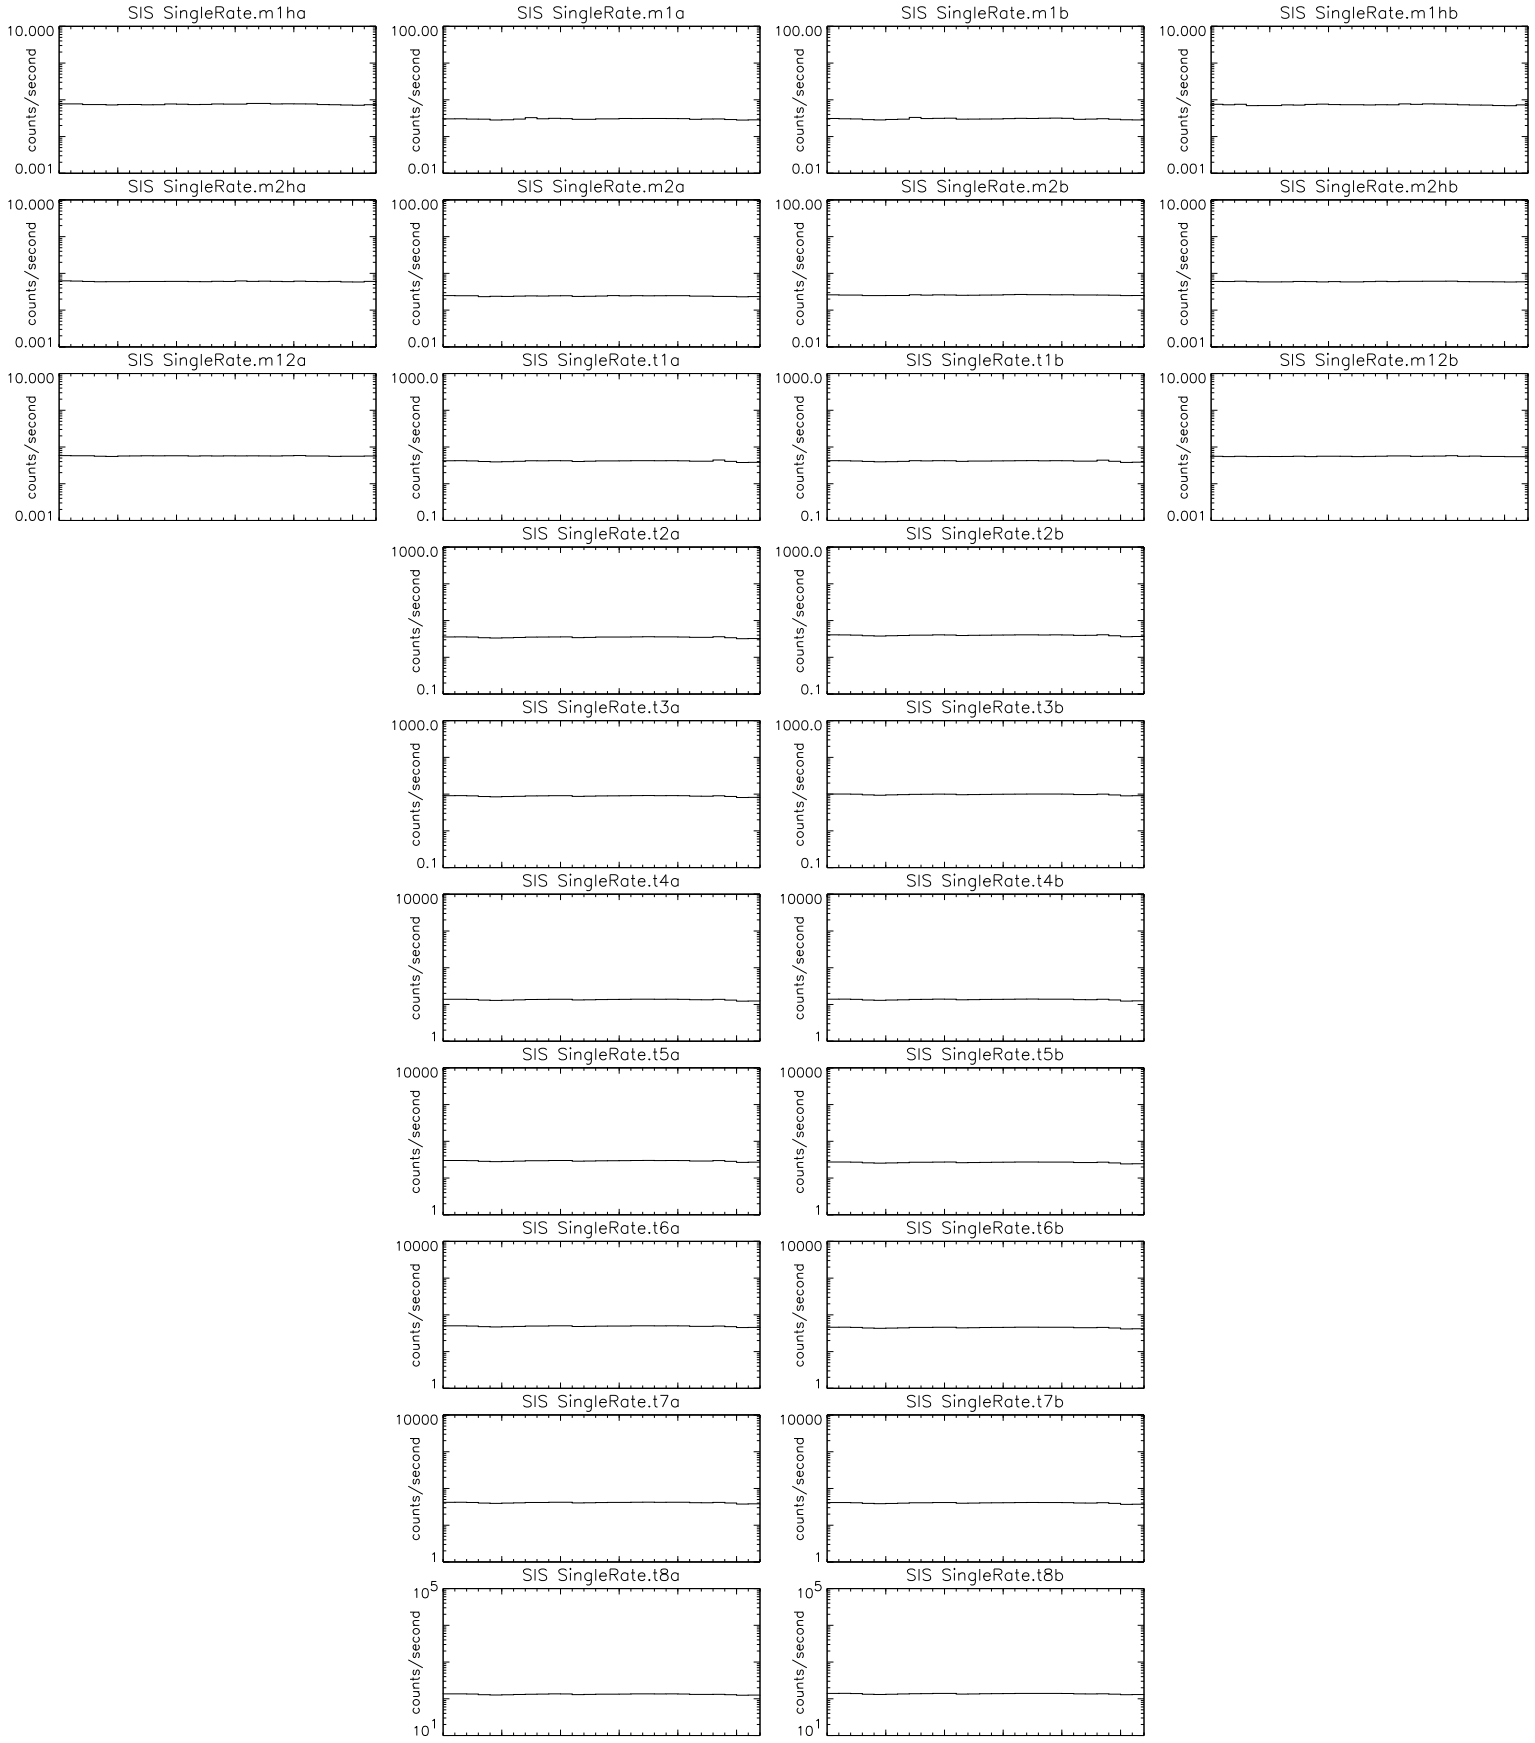 SIS SingleRate.m1ha SIS SingleRate.m1a SIS SingleRate.m1b SIS SingleRate.m1hb
10.000 100.00 100.00 10.000
counts/second counts/second counts/second counts/second
0.001 0.01 0.01 0.001
SIS SingleRate.m2ha SIS SingleRate.m2a SIS SingleRate.m2b SIS SingleRate.m2hb
10.000 100.00 100.00 10.000
counts/second counts/second counts/second counts/second
0.001 0.01 0.01 0.001
SIS SingleRate.m12a SIS SingleRate.t1a SIS SingleRate.t1b SIS SingleRate.m12b
10.000 1000.0 1000.0 10.000
counts/second counts/second counts/second counts/second
0.001 0.1 0.1 0.001
SIS SingleRate.t2a SIS SingleRate.t2b
1000.0 1000.0
counts/second counts/second
0.1 0.1
SIS SingleRate.t3a SIS SingleRate.t3b
1000.0 1000.0
counts/second counts/second
0.1 0.1
SIS SingleRate.t4a SIS SingleRate.t4b
10000 10000
counts/second counts/second
1 1
SIS SingleRate.t5a SIS SingleRate.t5b
10000 10000
counts/second counts/second
1 1
SIS SingleRate.t6a SIS SingleRate.t6b
10000 10000
counts/second counts/second
1 1
SIS SingleRate.t7a SIS SingleRate.t7b
10000 10000
counts/second counts/second
1 1
SIS SingleRate.t8a SIS SingleRate.t8b
10⁵ 10⁵
counts/second counts/second
10¹ 10¹